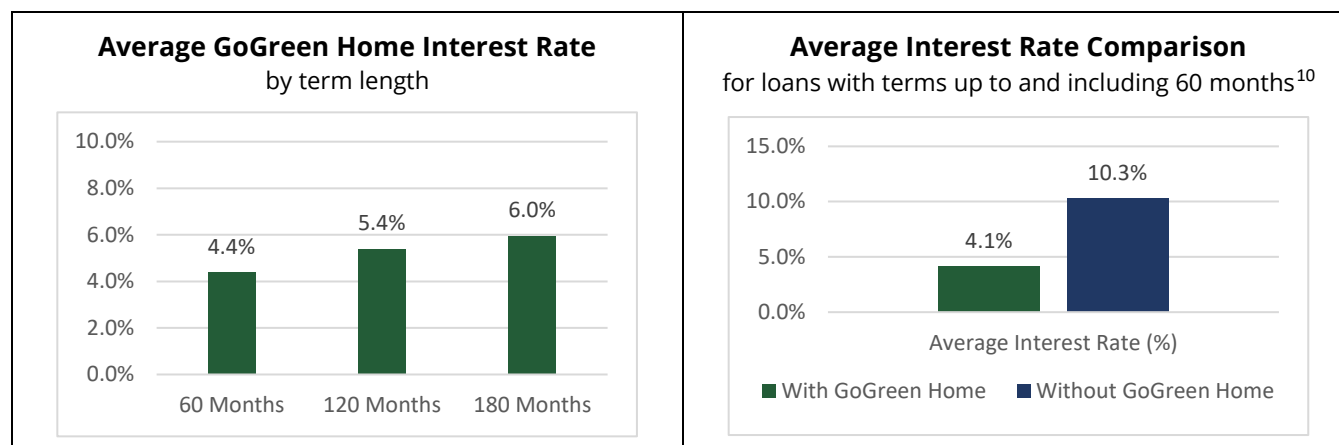 Average GoGreen Home Interest Rate
by term length
10.0%
8.0%
6.0%
4.0%
2.0%
0.0%
4.4%
5.4%
6.0%
60 Months
120 Months
180 Months
Average Interest Rate Comparison
for loans with terms up to and including 60 months10
15.0%
10.0%
5.0%
0.0%
4.1%
10.3%
Average Interest Rate (%)
With GoGreen Home
Without GoGreen Home